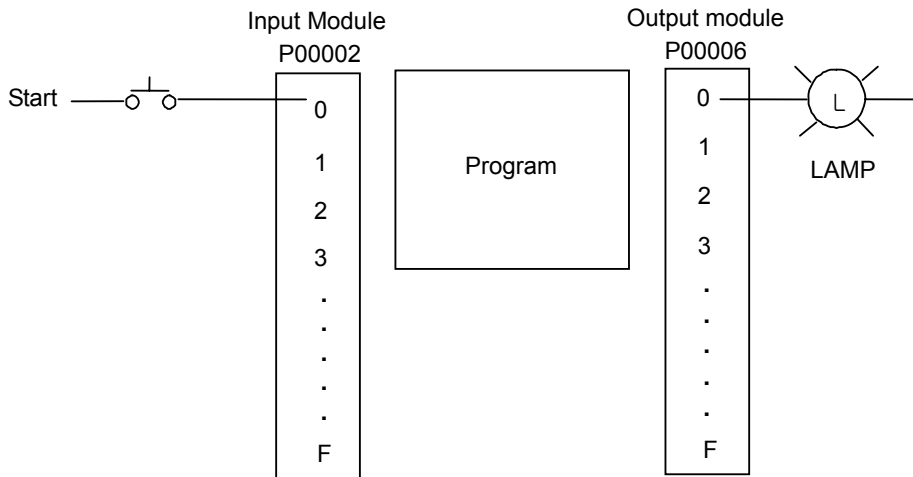 Input Module
P00002
Output module
P00006
Start
0
1
2
3
.
.
.
.
.
F
Program
0
1
2
3
.
.
.
.
.
F
L
LAMP